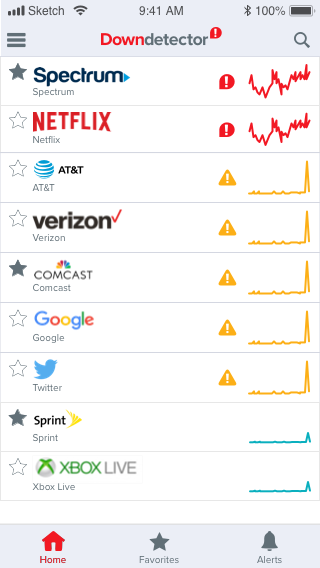 Sketch 9:41 AM 100%
Downdetector
Spectrum
Spectrum
NETFLIX
Netflix
AT&T
AT&T
verizon
Verizon
COMCAST
Comcast
Google
Google
Twitter
Sprint
Sprint
XBOX LIVE
Xbox Live
Home Favorites Alerts